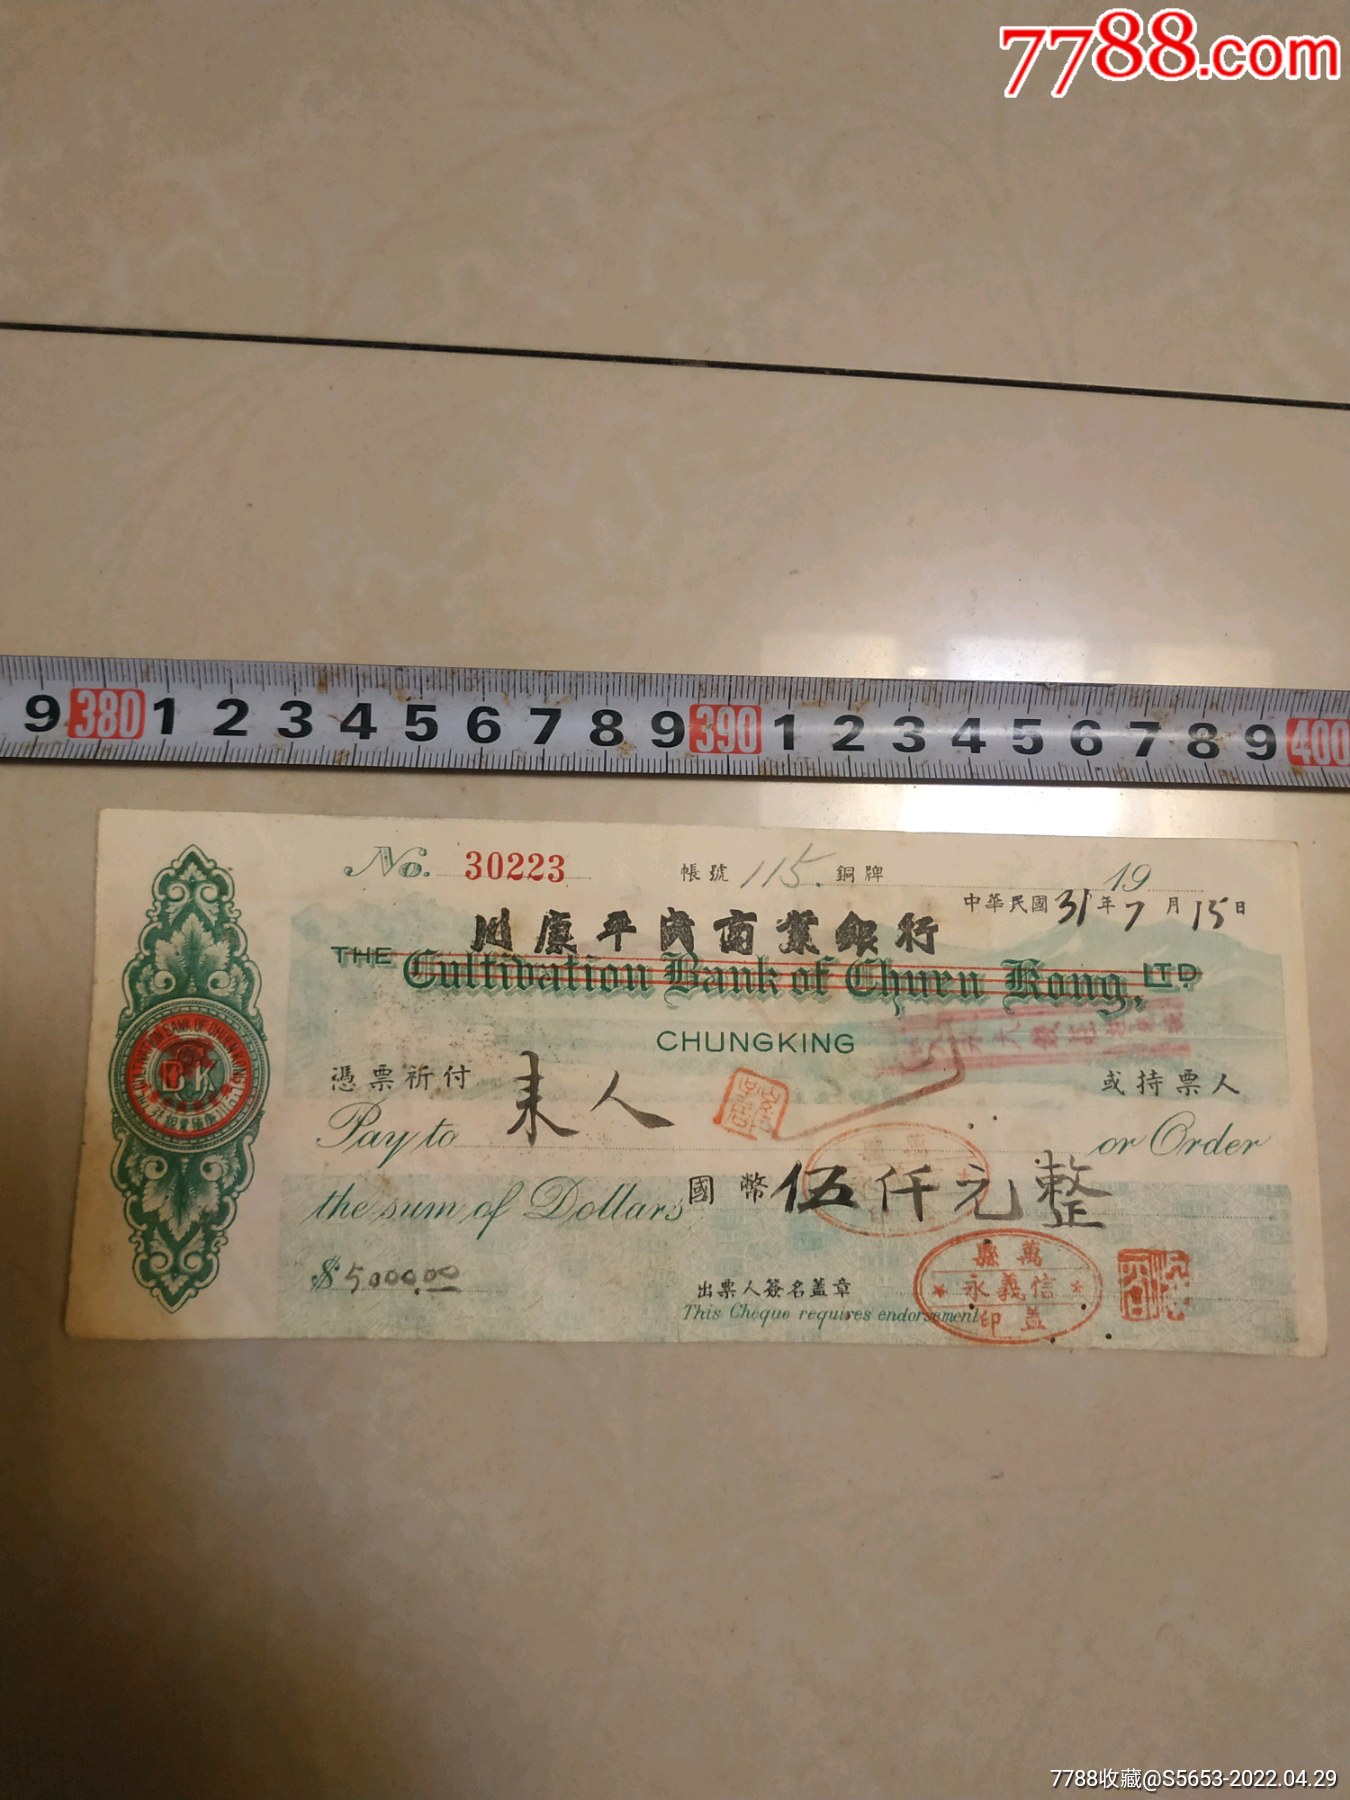 7788.com
9 380 1 2 3 4 5 6 7 8 9 390 1 2 3 4 5 6 7 8 9 400
No. 30223 帳號 115. 銅牌 19
中華民國 31 年 7 月 15 日
川康平民商業銀行
THE Cultivation Bank of Chuen Kong, LTD
CHUNGKING
憑票祈付 来人 或持票人
Pay to or Order
the sum of Dollars 國幣 伍仟元整
$ 5000.00
出票人簽名蓋章
This Cheque requires endorsement
萬縣
信義永
盖印
BK
7788收藏@S5653-2022.04.29